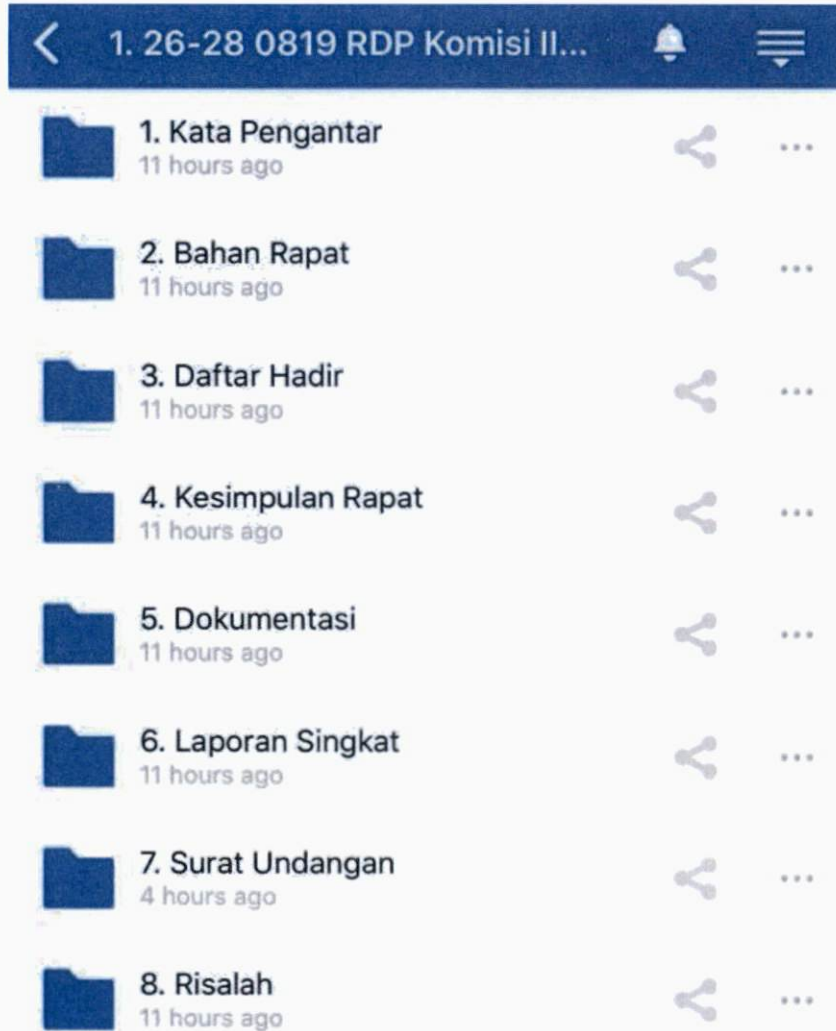 1. 26-28 0819 RDP Komisi II...
1. Kata Pengantar
11 hours ago
2. Bahan Rapat
11 hours ago
3. Daftar Hadir
11 hours ago
4. Kesimpulan Rapat
11 hours ago
5. Dokumentasi
11 hours ago
6. Laporan Singkat
11 hours ago
7. Surat Undangan
4 hours ago
8. Risalah
11 hours ago